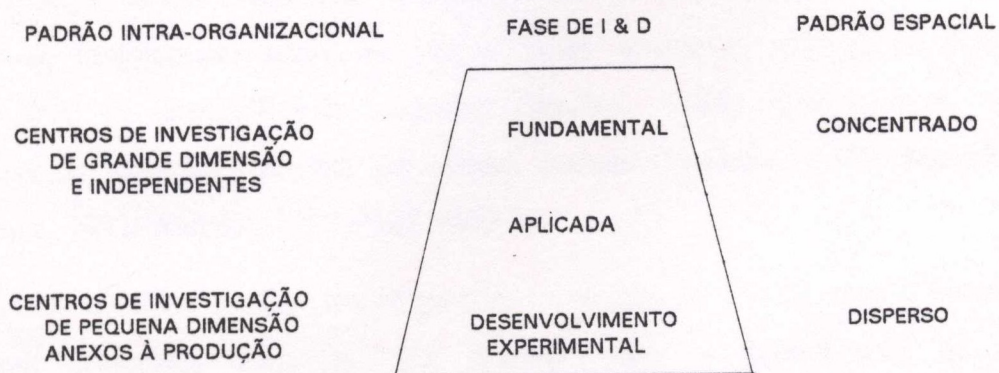 PADRÃO INTRA-ORGANIZACIONAL
FASE DE I & D
PADRÃO ESPACIAL
CENTROS DE INVESTIGAÇÃO
DE GRANDE DIMENSÃO
E INDEPENDENTES
FUNDAMENTAL
CONCENTRADO
APLICADA
CENTROS DE INVESTIGAÇÃO
DE PEQUENA DIMENSÃO
ANEXOS À PRODUÇÃO
DESENVOLVIMENTO
EXPERIMENTAL
DISPERSO